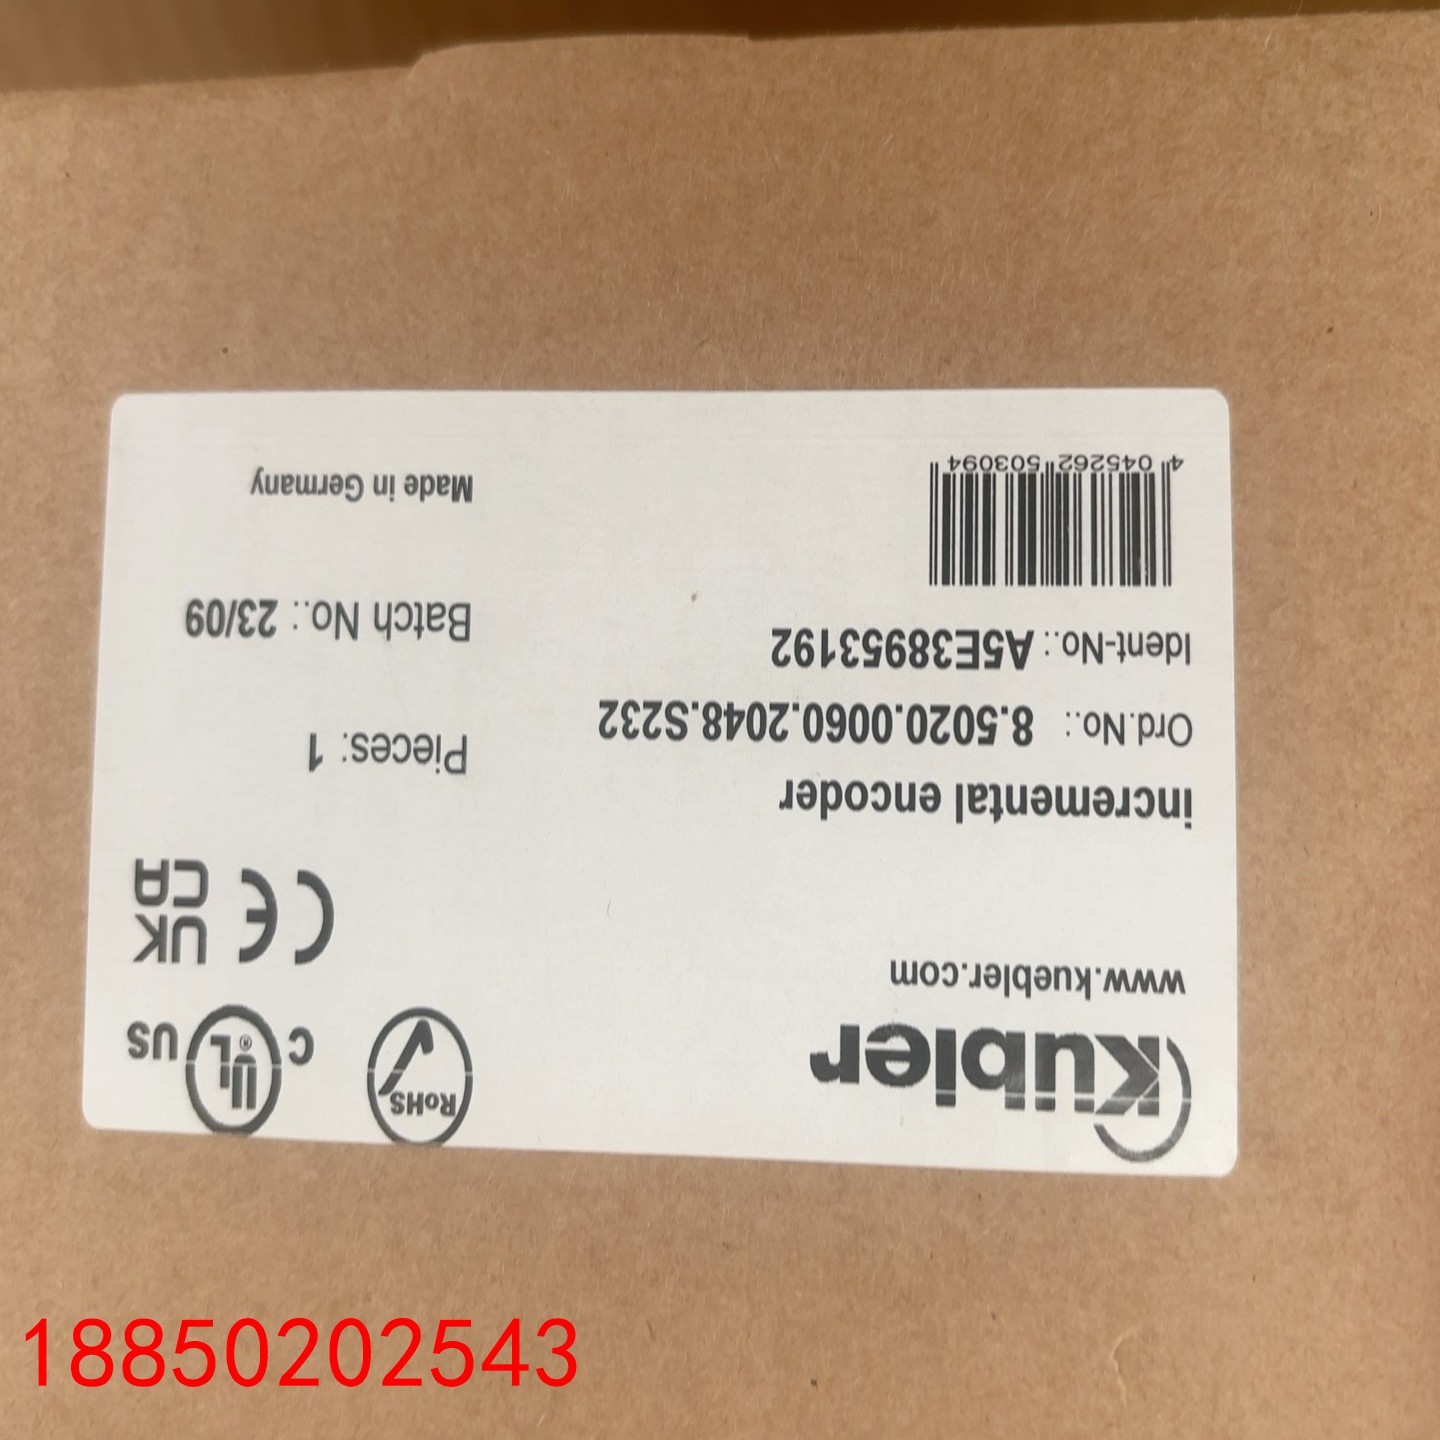 Kübler
www.kuebler.com
RoHS
C UL® US
CE
UK
CA
incremental encoder
Ord.No.: 8.5020.0060.2048.S232
Ident-No.: A5E38953192
4 045262 503094
Pieces: 1
Batch No.: 23/09
Made in Germany
18850202543